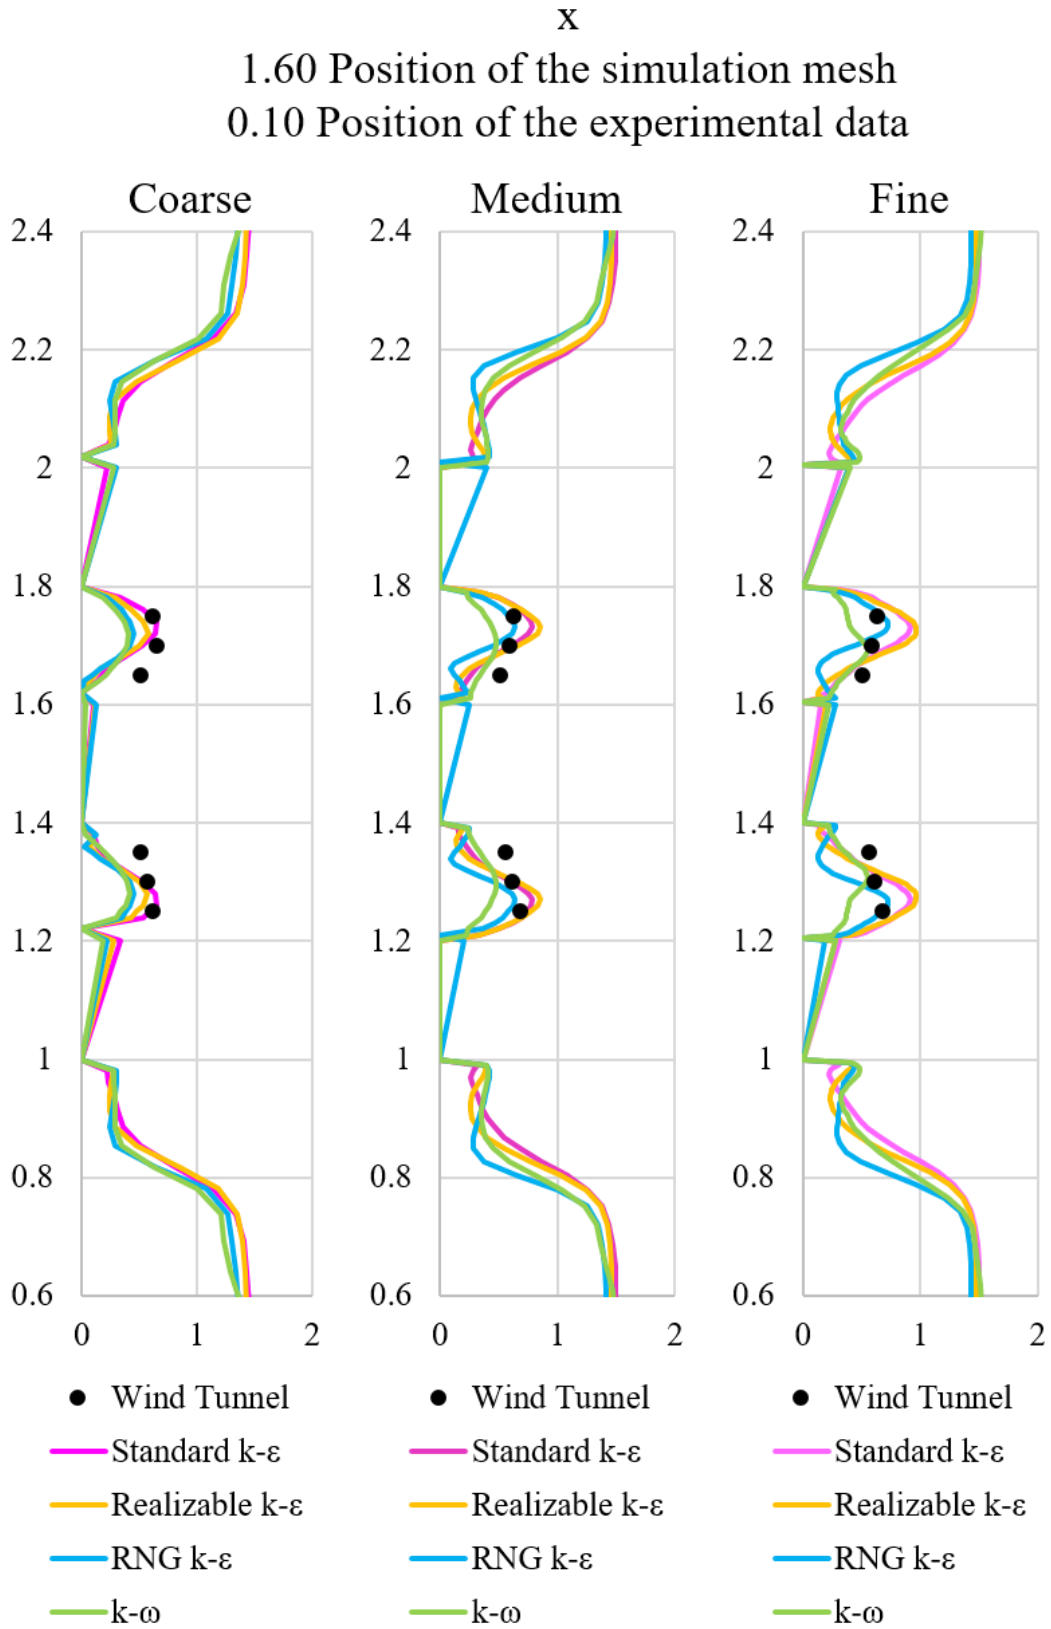 x
1.60 Position of the simulation mesh
0.10 Position of the experimental data
Coarse
2.4
2.2
2
1.8
1.6
1.4
1.2
1
0.8
0.6
0 1 2
Wind Tunnel
Standard k-ε
Realizable k-ε
RNG k-ε
k-ω
Medium
2.4
2.2
2
1.8
1.6
1.4
1.2
1
0.8
0.6
0 1 2
Wind Tunnel
Standard k-ε
Realizable k-ε
RNG k-ε
k-ω
Fine
2.4
2.2
2
1.8
1.6
1.4
1.2
1
0.8
0.6
0 1 2
Wind Tunnel
Standard k-ε
Realizable k-ε
RNG k-ε
k-ω